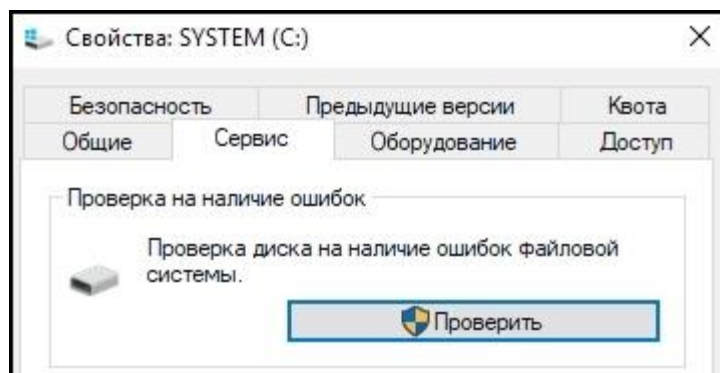 Свойства: SYSTEM (C:)
Безопасность Предыдущие версии Квота
Общие Сервис Оборудование Доступ
Проверка на наличие ошибок
Проверка диска на наличие ошибок файловой
системы.
Проверить